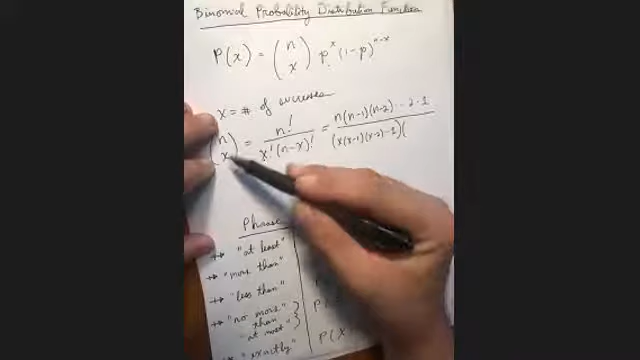 Binomial Probability Distribution Function
P(x) = (n x) p^x (1-p)^{n-x}
x = # of successes
(n x) = n! / x!(n-x)! = n(n-1)(n-2)...2·1 / (x(x-1)(x-2)...1)(
Phrase
"at least"
"more than"
"less than"
"no more than"
"at most"
"exactly"
P(
P(X